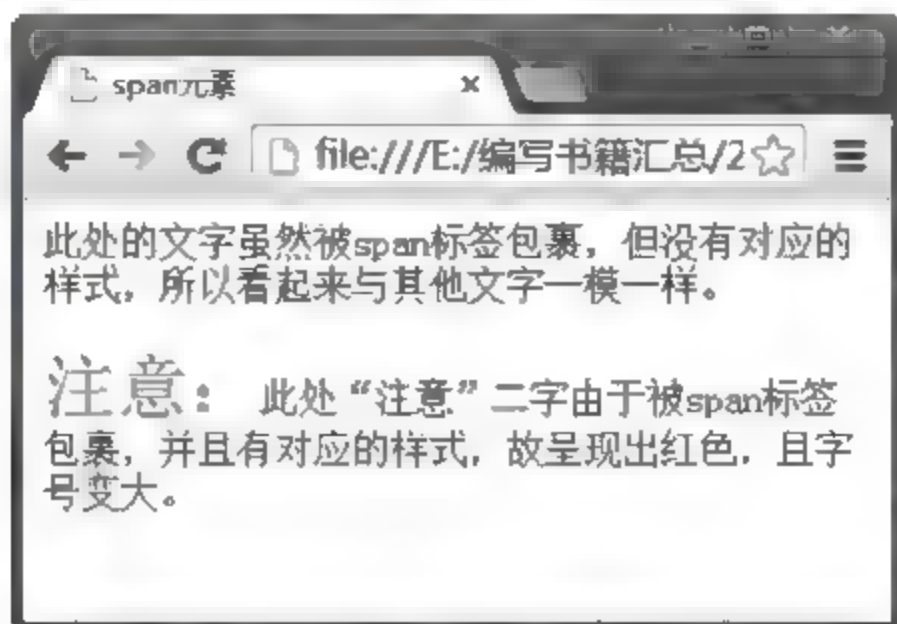 span元素
file:///E:/编写书籍汇总/2
此处的文字虽然被span标签包裹，但没有对应的
样式，所以看起来与其他文字一模一样。
注意： 此处“注意”二字由于被span标签
包裹，并且有对应的样式，故呈现出红色，且字
号变大。